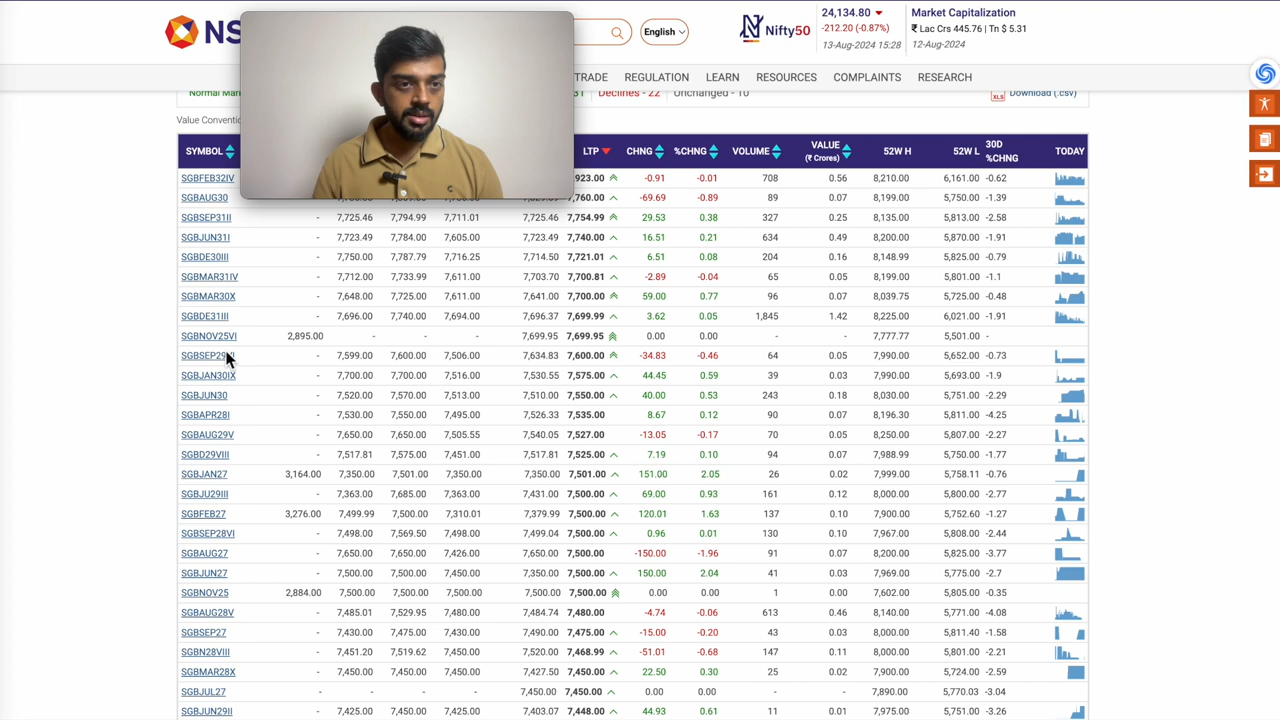 NS
English
Nifty50
24,134.80
-212.20 (-0.87%)
13-Aug-2024 15:28
Market Capitalization
₹ Lac Crs 445.76 | Tn $ 5.31
12-Aug-2024
TRADE REGULATION LEARN RESOURCES COMPLAINTS RESEARCH
Normal Mar Declines - 22 Unchanged - 10 XLS Download (.csv)
Value Conventio
SYMBOL LTP CHNG %CHNG VOLUME VALUE (₹ Crores) 52W H 52W L 30D %CHNG TODAY
SGBFEB32IV 923.00 -0.91 -0.01 708 0.56 8,210.00 6,161.00 -0.62
SGBAUG30 760.00 -69.69 -0.89 89 0.07 8,199.00 5,750.00 -1.39
SGBSEP31II - 7,725.46 7,794.99 7,711.01 7,725.46 7,754.99 29.53 0.38 327 0.25 8,135.00 5,813.00 -2.58
SGBJUN31I - 7,723.49 7,784.00 7,605.00 7,723.49 7,740.00 16.51 0.21 634 0.49 8,200.00 5,870.00 -1.91
SGBDE30III - 7,750.00 7,787.79 7,716.25 7,714.50 7,721.01 6.51 0.08 204 0.16 8,148.99 5,825.00 -0.79
SGBMAR31IV - 7,712.00 7,733.99 7,611.00 7,703.70 7,700.81 -2.89 -0.04 65 0.05 8,199.00 5,801.00 -1.1
SGBMAR30X - 7,648.00 7,725.00 7,611.00 7,641.00 7,700.00 59.00 0.77 96 0.07 8,039.75 5,725.00 -0.48
SGBDE31III - 7,696.00 7,740.00 7,694.00 7,696.37 7,699.99 3.62 0.05 1,845 1.42 8,225.00 6,021.00 -1.91
SGBNOV25VI 2,895.00 - - - 7,699.95 7,699.95 0.00 0.00 - - 7,777.77 5,501.00 -
SGBSEP29VI - 7,599.00 7,600.00 7,506.00 7,634.83 7,600.00 -34.83 -0.46 64 0.05 7,990.00 5,652.00 -0.73
SGBJAN30IX - 7,700.00 7,700.00 7,516.00 7,530.55 7,575.00 44.45 0.59 39 0.03 7,990.00 5,693.00 -1.9
SGBJUN30 - 7,520.00 7,570.00 7,513.00 7,510.00 7,550.00 40.00 0.53 243 0.18 8,030.00 5,751.00 -2.29
SGBAPR28I - 7,530.00 7,550.00 7,495.00 7,526.33 7,535.00 8.67 0.12 90 0.07 8,196.30 5,811.00 -4.25
SGBAUG29V - 7,650.00 7,650.00 7,505.55 7,540.05 7,527.00 -13.05 -0.17 70 0.05 8,250.00 5,807.00 -2.27
SGBD29VIII - 7,517.81 7,575.00 7,451.00 7,517.81 7,525.00 7.19 0.10 94 0.07 7,988.99 5,750.00 -1.77
SGBJAN27 3,164.00 7,350.00 7,501.00 7,350.00 7,350.00 7,501.00 151.00 2.05 26 0.02 7,999.00 5,758.11 -0.76
SGBJU29III - 7,363.00 7,685.00 7,363.00 7,431.00 7,500.00 69.00 0.93 161 0.12 8,000.00 5,800.00 -2.77
SGBFEB27 3,276.00 7,499.99 7,500.00 7,310.01 7,379.99 7,500.00 120.01 1.63 137 0.10 7,900.00 5,752.60 -1.27
SGBSEP28VI - 7,498.00 7,569.50 7,498.00 7,499.04 7,500.00 0.96 0.01 130 0.10 7,967.00 5,808.00 -2.44
SGBAUG27 - 7,650.00 7,650.00 7,426.00 7,650.00 7,500.00 -150.00 -1.96 91 0.07 8,200.00 5,825.00 -3.77
SGBJUN27 - 7,500.00 7,500.00 7,450.00 7,350.00 7,500.00 150.00 2.04 41 0.03 7,969.00 5,775.00 -2.7
SGBNOV25 2,884.00 7,500.00 7,500.00 7,500.00 7,500.00 7,500.00 0.00 0.00 1 0.00 7,602.00 5,805.00 -0.35
SGBAUG28V - 7,485.01 7,529.95 7,480.00 7,484.74 7,480.00 -4.74 -0.06 613 0.46 8,140.00 5,771.00 -4.08
SGBSEP27 - 7,430.00 7,475.00 7,430.00 7,490.00 7,475.00 -15.00 -0.20 43 0.03 8,000.00 5,811.40 -1.58
SGBN28VIII - 7,451.20 7,519.62 7,450.00 7,520.00 7,468.99 -51.01 -0.68 147 0.11 8,000.00 5,801.00 -2.21
SGBMAR28X - 7,450.00 7,450.00 7,450.00 7,427.50 7,450.00 22.50 0.30 25 0.02 7,900.00 5,724.00 -2.59
SGBJUL27 - - - - 7,450.00 7,450.00 0.00 0.00 - - 7,890.00 5,770.03 -3.04
SGBJUN29II - 7,425.00 7,450.00 7,425.00 7,403.07 7,448.00 44.93 0.61 11 0.01 7,975.00 5,751.00 -3.26